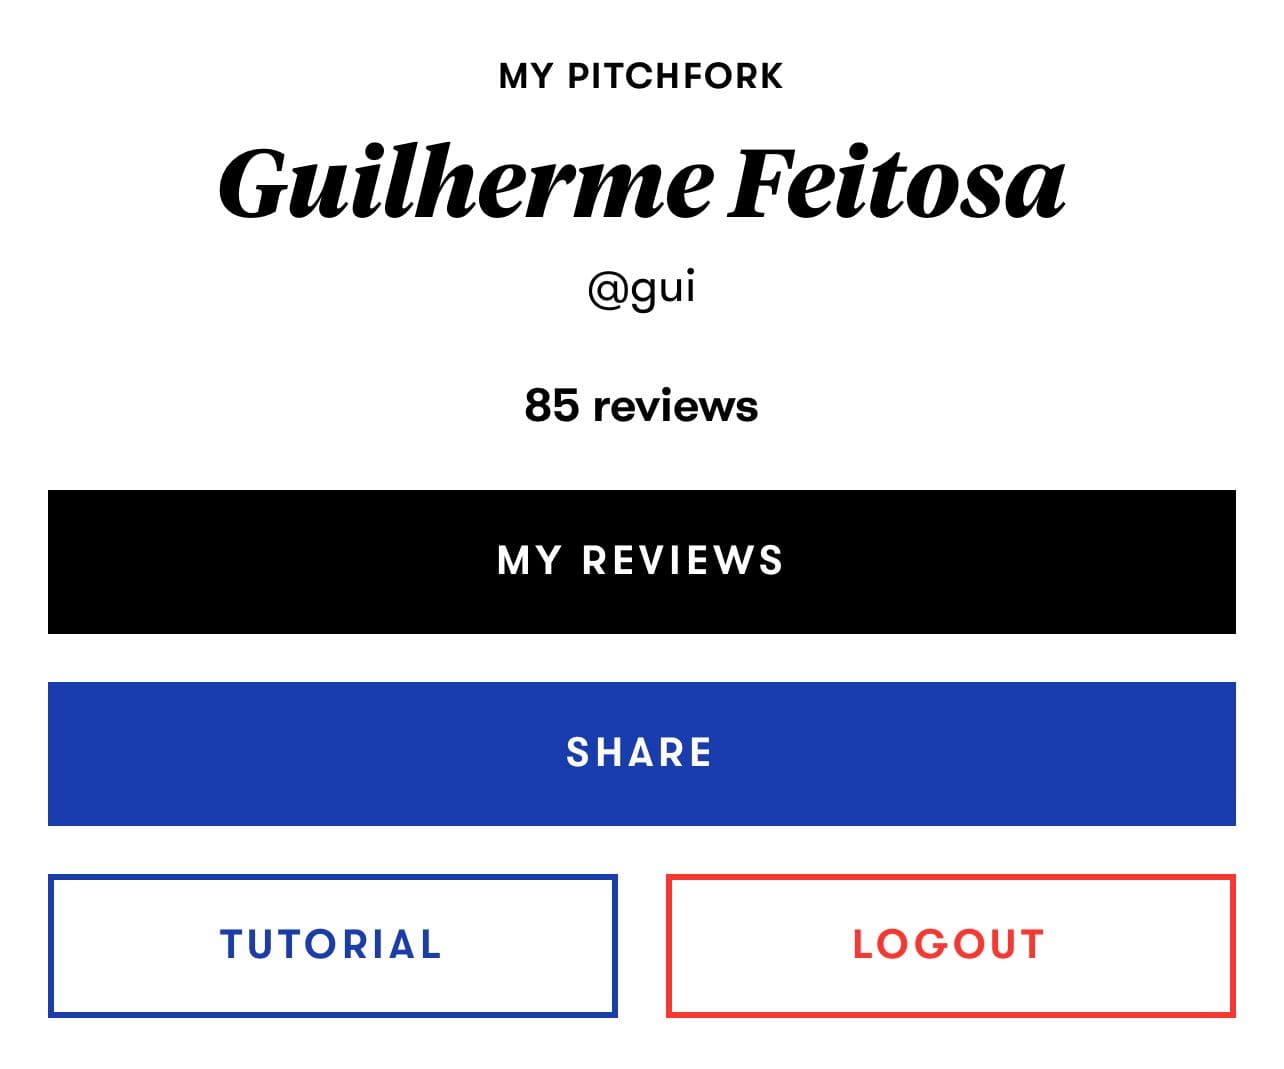 MY PITCHFORK
Guilherme Feitosa
@gui
85 reviews
MY REVIEWS
SHARE
TUTORIAL
LOGOUT